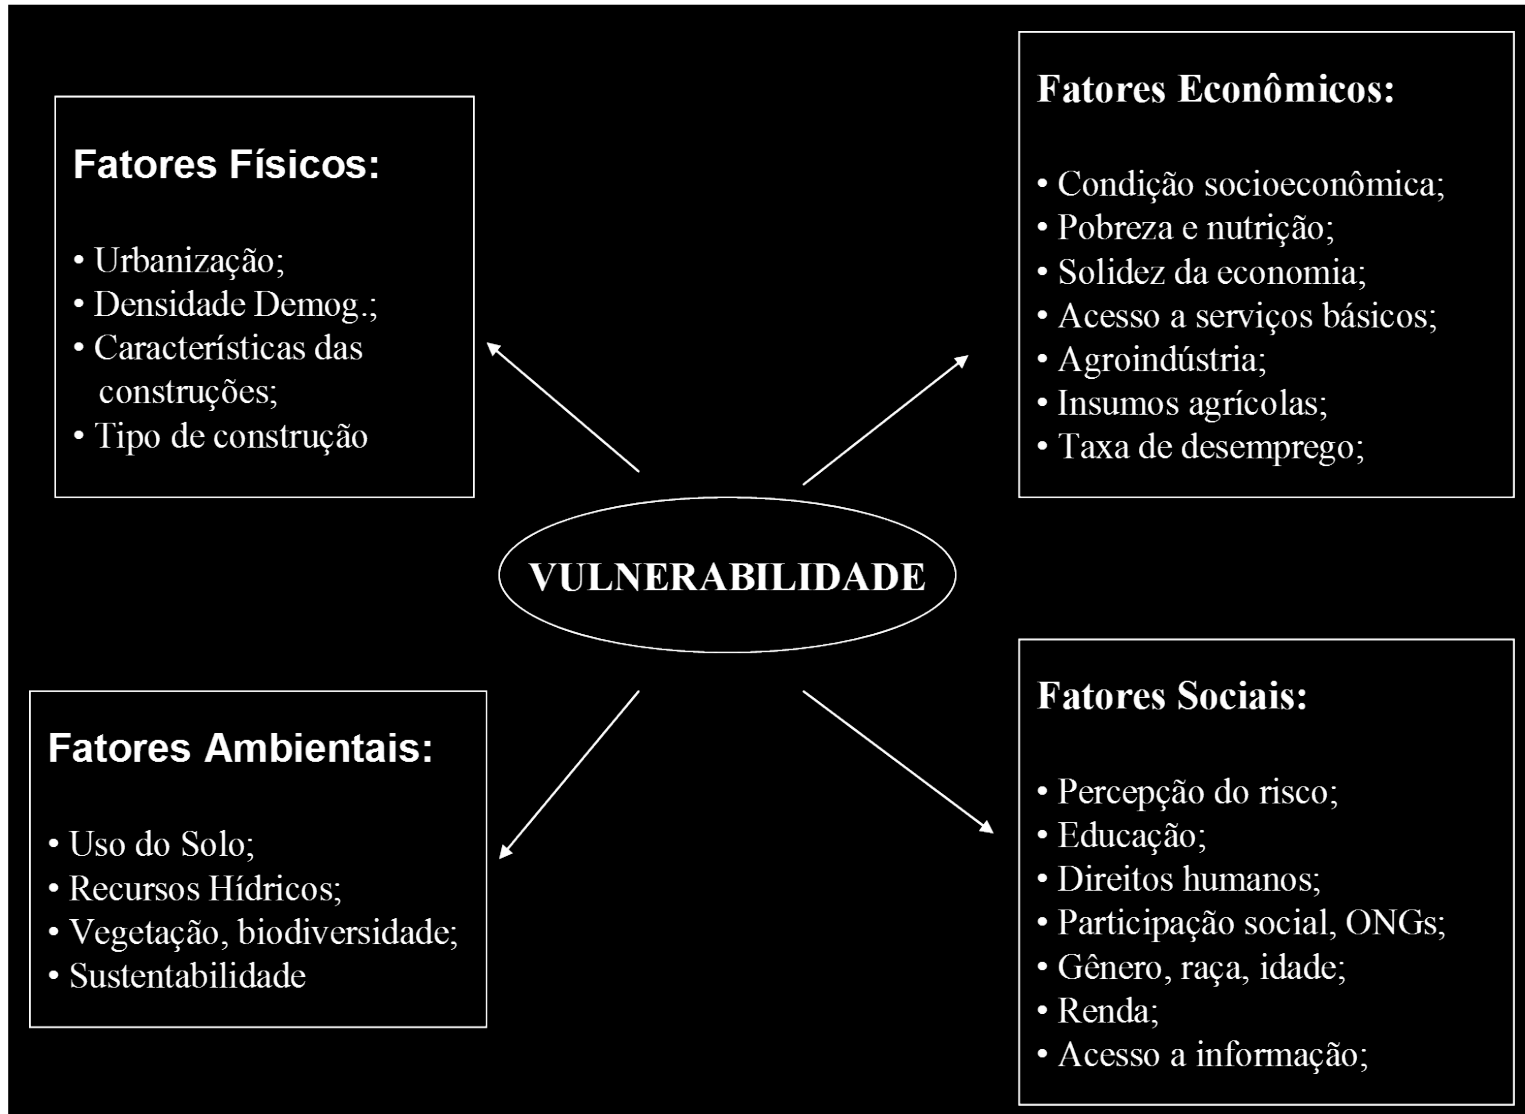 Fatores Físicos:
• Urbanização;
• Densidade Demog.;
• Características das
construções;
• Tipo de construção
Fatores Econômicos:
• Condição socioeconômica;
• Pobreza e nutrição;
• Solidez da economia;
• Acesso a serviços básicos;
• Agroindústria;
• Insumos agrícolas;
• Taxa de desemprego;
VULNERABILIDADE
Fatores Ambientais:
• Uso do Solo;
• Recursos Hídricos;
• Vegetação, biodiversidade;
• Sustentabilidade
Fatores Sociais:
• Percepção do risco;
• Educação;
• Direitos humanos;
• Participação social, ONGs;
• Gênero, raça, idade;
• Renda;
• Acesso a informação;